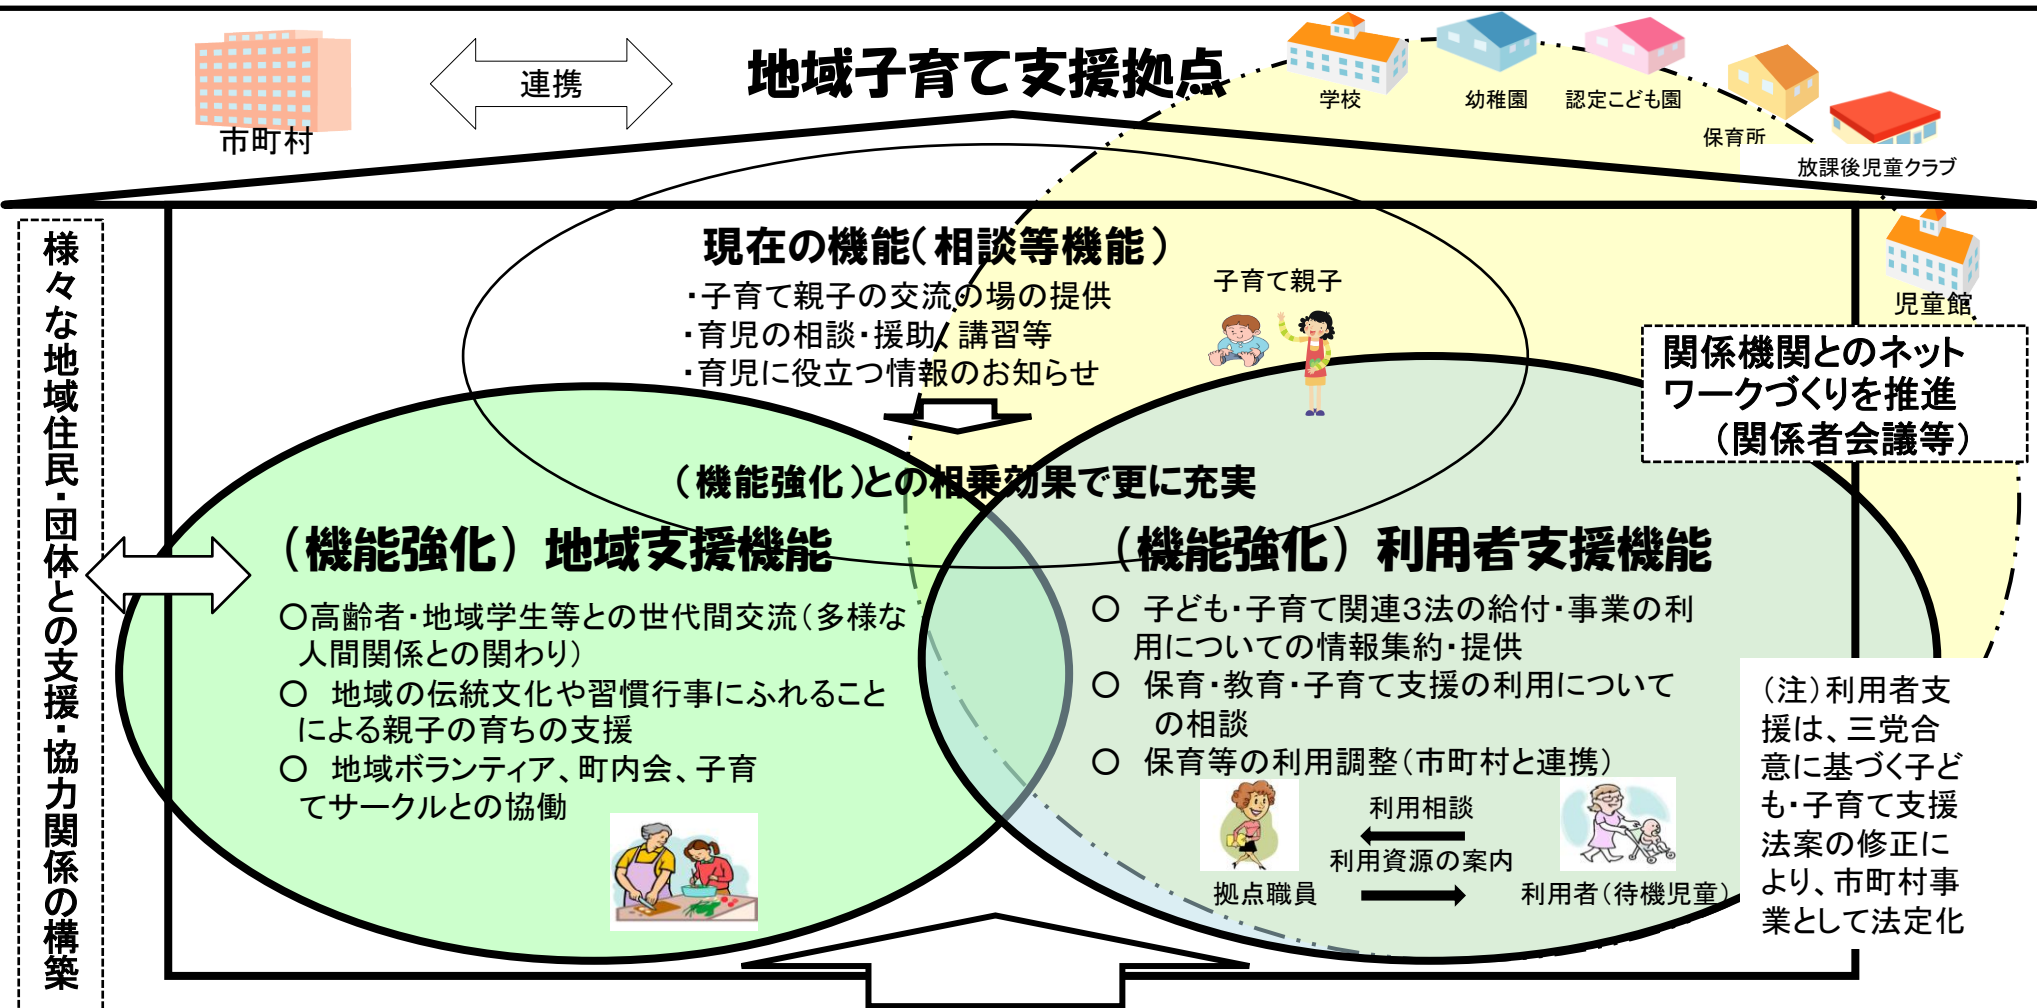 地域子育て支援拠点
連携
市町村
学校
幼稚園
認定こども園
保育所
放課後児童クラブ
児童館
様々な地域住民・団体との支援・協力関係の構築
現在の機能(相談等機能)
・子育て親子の交流の場の提供
・育児の相談・援助、講習等
・育児に役立つ情報のお知らせ
子育て親子
関係機関とのネット
ワークづくりを推進
(関係者会議等)
(機能強化)との相乗効果で更に充実
(機能強化) 地域支援機能
○高齢者・地域学生等との世代間交流(多様な
人間関係との関わり)
○ 地域の伝統文化や習慣行事にふれること
による親子の育ちの支援
○ 地域ボランティア、町内会、子育
てサークルとの協働
(機能強化) 利用者支援機能
○ 子ども・子育て関連3法の給付・事業の利
用についての情報集約・提供
○ 保育・教育・子育て支援の利用について
の相談
○ 保育等の利用調整(市町村と連携)
利用相談
利用資源の案内
拠点職員
利用者(待機児童)
(注)利用者支
援は、三党合
意に基づく子ど
も・子育て支援
法案の修正に
より、市町村事
業として法定化